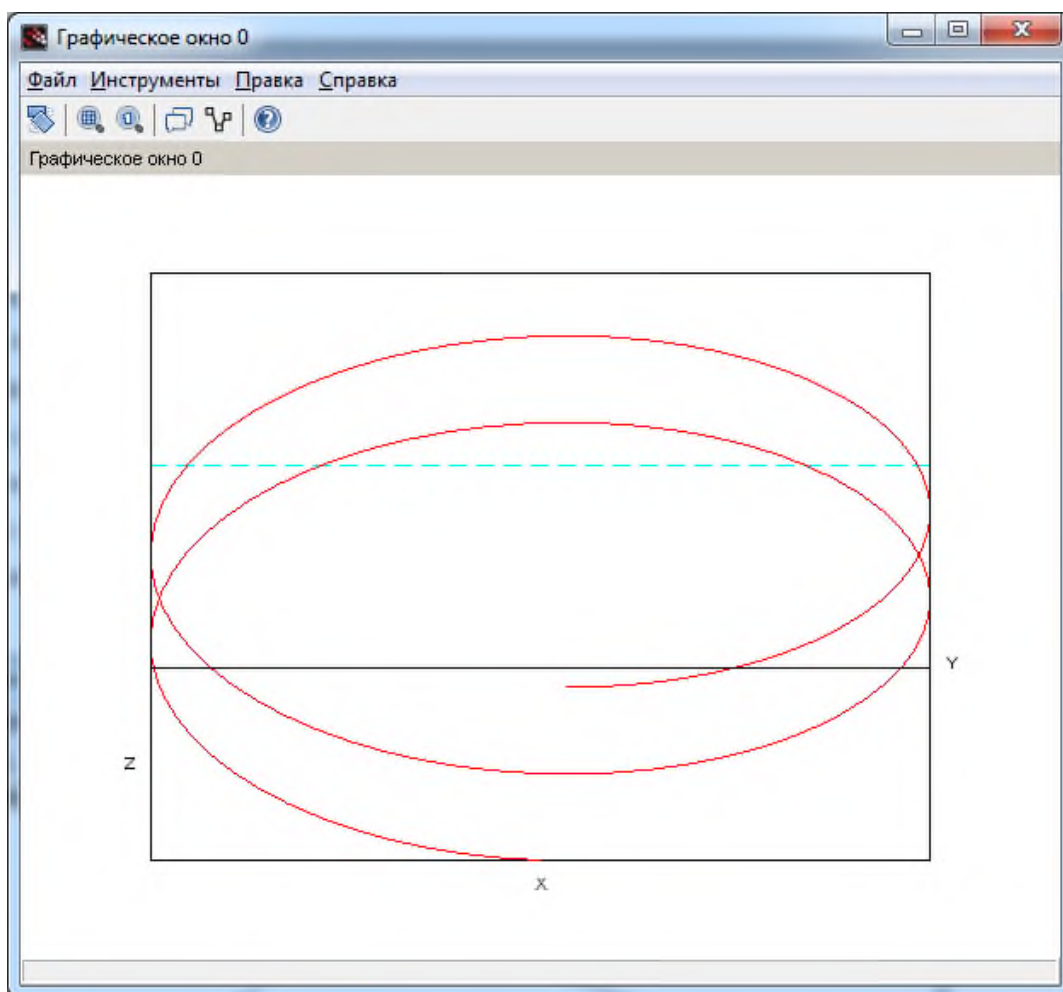 Графическое окно 0
Файл Инструменты Правка Справка
Графическое окно 0
Y
Z
X